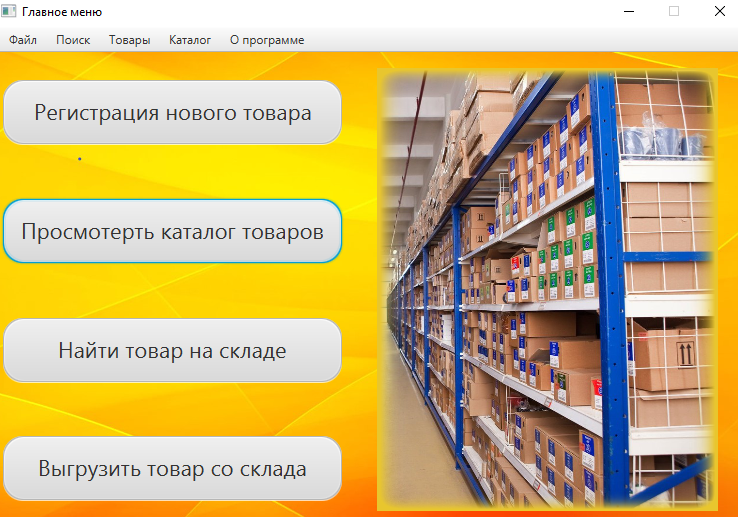 Главное меню
Файл Поиск Товары Каталог О программе
Регистрация нового товара
Просмотерть каталог товаров
Найти товар на складе
Выгрузить товар со склада